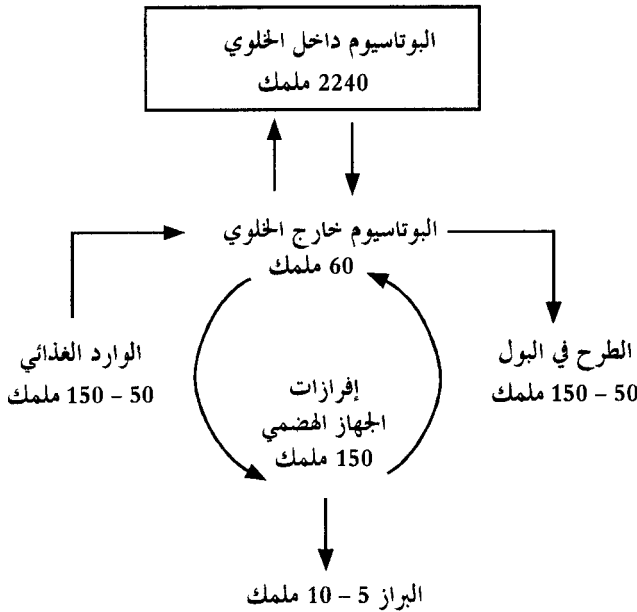 البوتاسيوم داخل الخلوي
2240 ملمك
البوتاسيوم خارج الخلوي
60 ملمك
الطرح في البول
50 – 150 ملمك
الوارد الغذائي
50 – 150 ملمك
إفرازات
الجهاز الهضمي
150 ملمك
البراز 5 – 10 ملمك